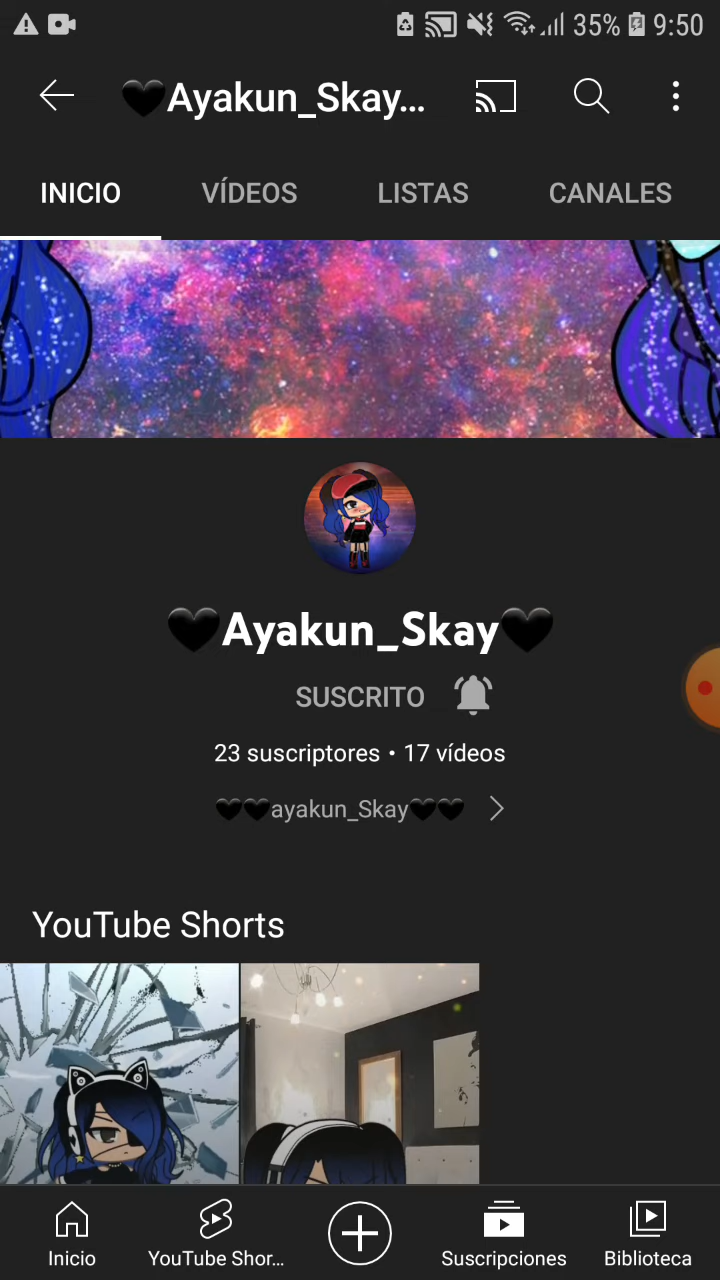 35% 9:50
🖤Ayakun_Skay...
INICIO VÍDEOS LISTAS CANALES
🖤Ayakun_Skay🖤
SUSCRITO
23 suscriptores • 17 vídeos
🖤🖤ayakun_Skay🖤🖤
YouTube Shorts
Inicio YouTube Shor... Suscripciones Biblioteca